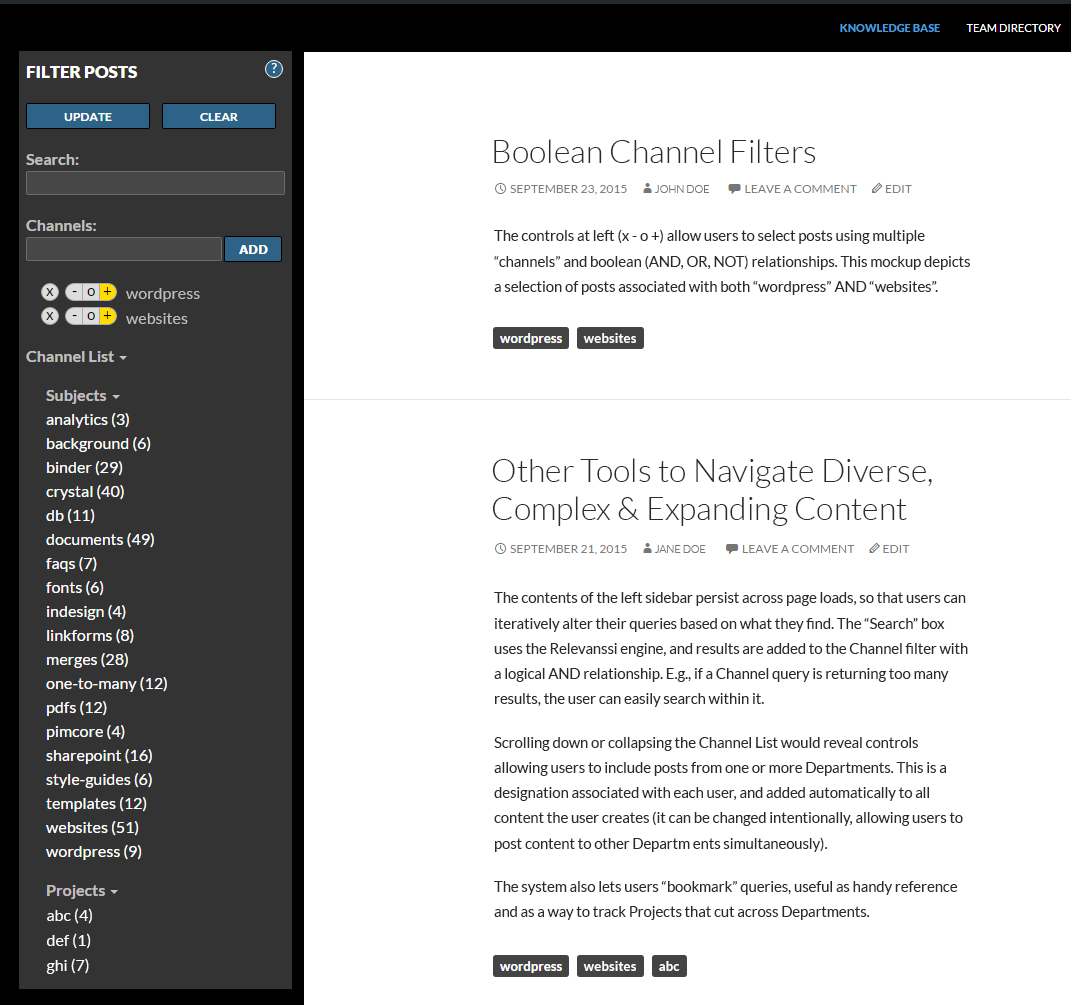 KNOWLEDGE BASE TEAM DIRECTORY
FILTER POSTS ?
UPDATE CLEAR
Search:
Channels:
ADD
x - o + wordpress
x - o + websites
Channel List
Subjects
analytics (3)
background (6)
binder (29)
crystal (40)
db (11)
documents (49)
faqs (7)
fonts (6)
indesign (4)
linkforms (8)
merges (28)
one-to-many (12)
pdfs (12)
pimcore (4)
sharepoint (16)
style-guides (6)
templates (12)
websites (51)
wordpress (9)
Projects
abc (4)
def (1)
ghi (7)
Boolean Channel Filters
SEPTEMBER 23, 2015 JOHN DOE LEAVE A COMMENT EDIT
The controls at left (x - o +) allow users to select posts using multiple
“channels” and boolean (AND, OR, NOT) relationships. This mockup depicts
a selection of posts associated with both “wordpress” AND “websites”.
wordpress websites
Other Tools to Navigate Diverse,
Complex & Expanding Content
SEPTEMBER 21, 2015 JANE DOE LEAVE A COMMENT EDIT
The contents of the left sidebar persist across page loads, so that users can
iteratively alter their queries based on what they find. The “Search” box
uses the Relevanssi engine, and results are added to the Channel filter with
a logical AND relationship. E.g., if a Channel query is returning too many
results, the user can easily search within it.
Scrolling down or collapsing the Channel List would reveal controls
allowing users to include posts from one or more Departments. This is a
designation associated with each user, and added automatically to all
content the user creates (it can be changed intentionally, allowing users to
post content to other Departm ents simultaneously).
The system also lets users “bookmark” queries, useful as handy reference
and as a way to track Projects that cut across Departments.
wordpress websites abc